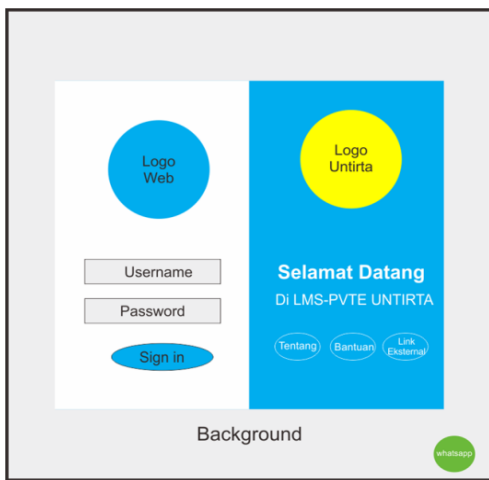 Logo
Web
Username
Password
Sign in
Logo
Untirta
Selamat Datang
Di LMS-PVTE UNTIRTA
Tentang
Bantuan
Link
Eksternal
Background
whatsapp